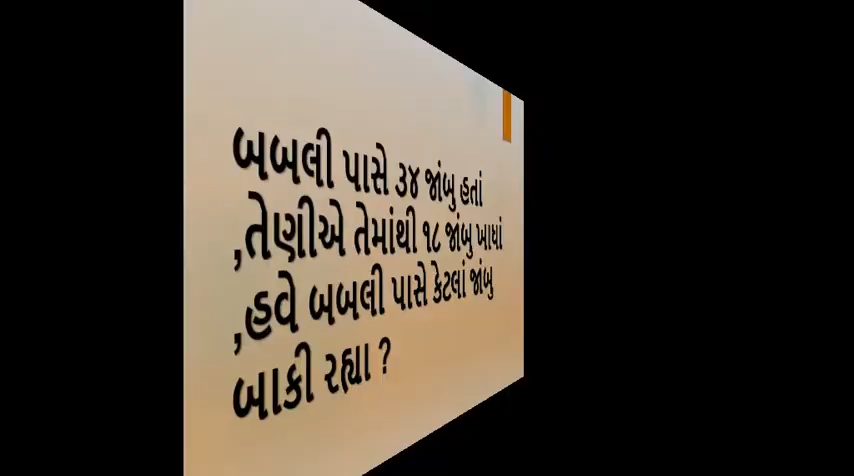 બબલી પાસે ૩૪ જાંબુ હતાં
,તેણીએ તેમાંથી ૧૮ જાંબુ ખાધાં
,હવે બબલી પાસે કેટલાં જાંબુ
બાકી રહ્યા ?